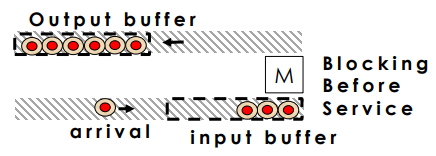 Output buffer
M
Blocking
Before
Service
arrival
input buffer